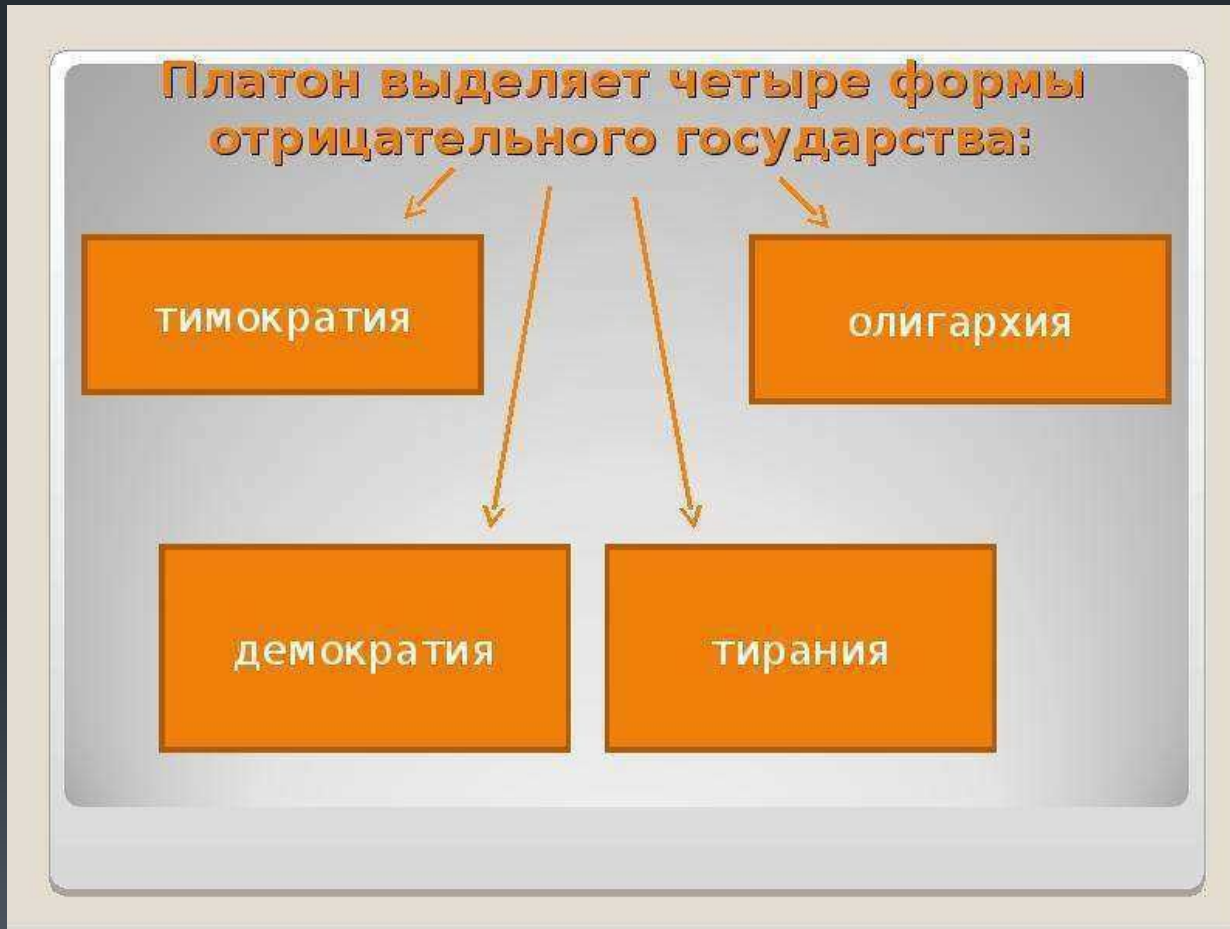 Платон выделяет четыре формы
отрицательного государства:
тимократия
олигархия
демократия
тирания